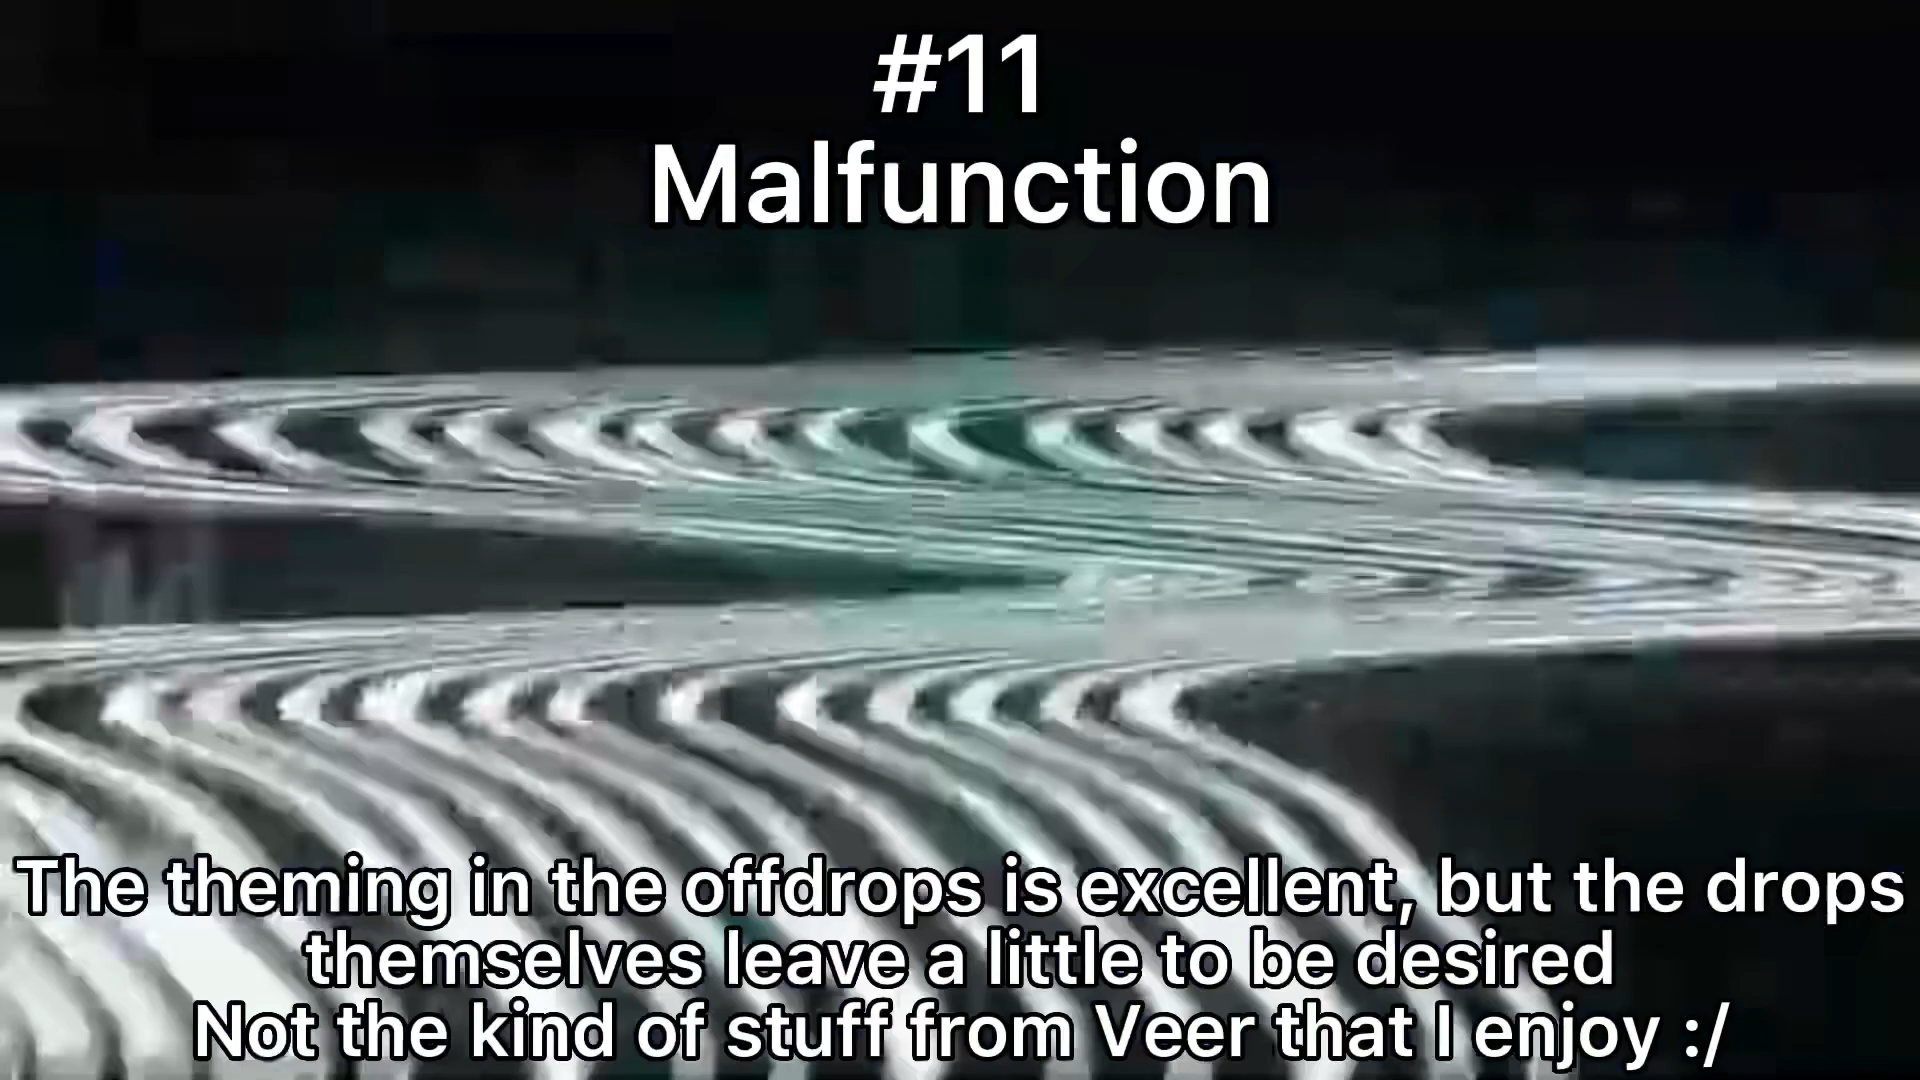 #11
Malfunction
The theming in the offdrops is excellent, but the drops
themselves leave a little to be desired
Not the kind of stuff from Veer that I enjoy :/